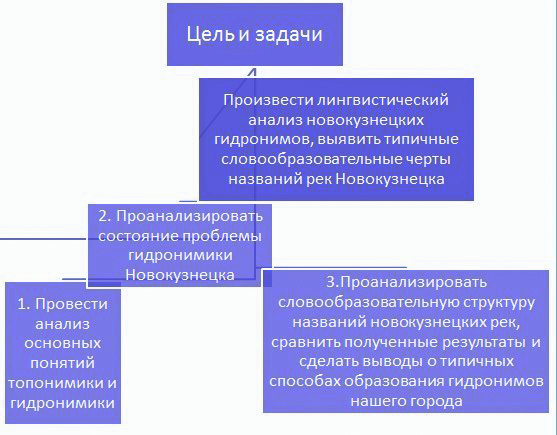 Цель и задачи
Произвести лингвистический
анализ новокузнецких
гидронимов, выявить типичные
словообразовательные черты
названий рек Новокузнецка
2. Проанализировать
состояние проблемы
гидронимики
Новокузнецка
1. Провести
анализ
основных
понятий
топонимики и
гидронимики
3.Проанализировать
словообразовательную структуру
названий новокузнецких рек,
сравнить полученные результаты и
сделать выводы о типичных
способах образования гидронимов
нашего города